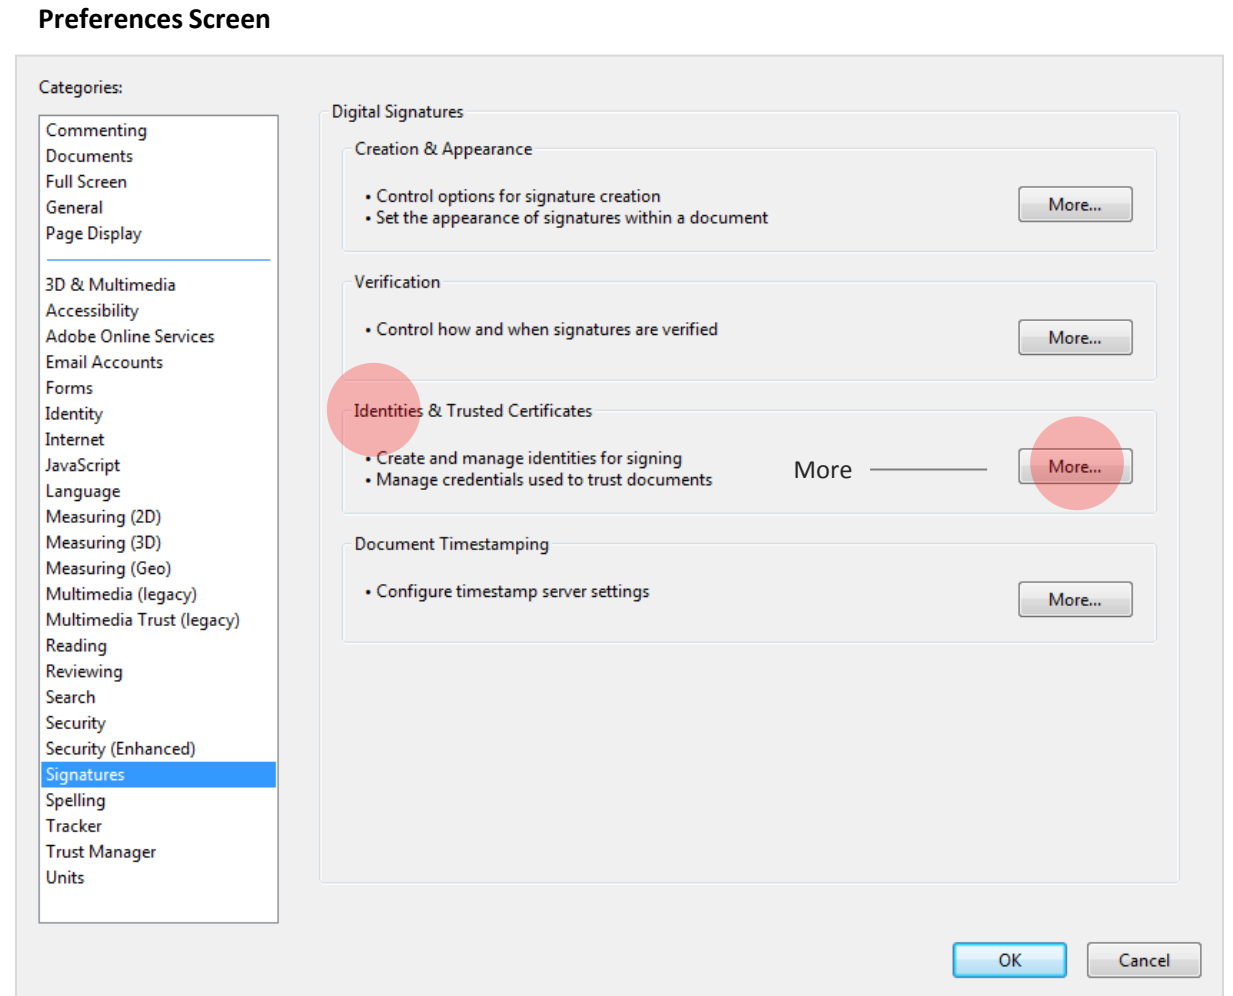 Preferences Screen
Categories:
Commenting
Documents
Full Screen
General
Page Display
3D & Multimedia
Accessibility
Adobe Online Services
Email Accounts
Forms
Identity
Internet
JavaScript
Language
Measuring (2D)
Measuring (3D)
Measuring (Geo)
Multimedia (legacy)
Multimedia Trust (legacy)
Reading
Reviewing
Search
Security
Security (Enhanced)
Signatures
Spelling
Tracker
Trust Manager
Units
Digital Signatures
Creation & Appearance
• Control options for signature creation
• Set the appearance of signatures within a document
More...
Verification
• Control how and when signatures are verified
More...
Identities & Trusted Certificates
• Create and manage identities for signing
• Manage credentials used to trust documents
More
More...
Document Timestamping
• Configure timestamp server settings
More...
OK
Cancel